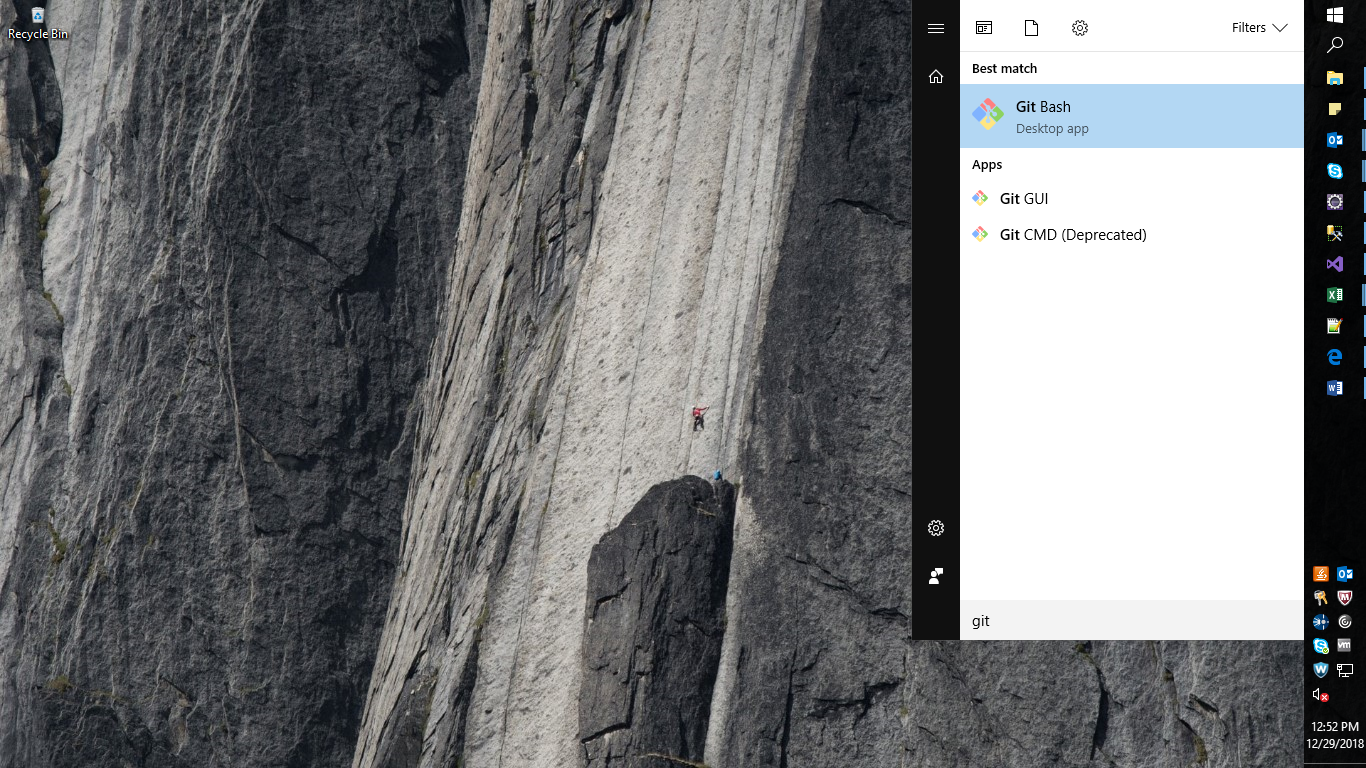 Recycle Bin
Filters
Best match
Git Bash
Desktop app
Apps
Git GUI
Git CMD (Deprecated)
git
12:52 PM
12/29/2018